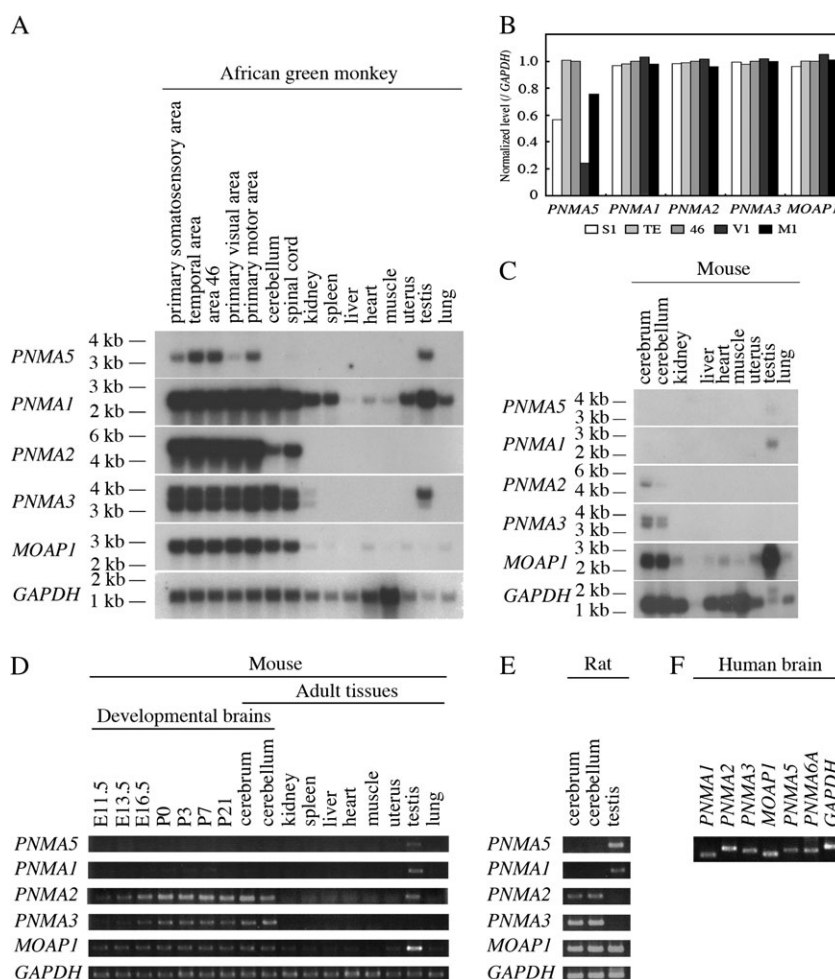 A
African green monkey
primary somatosensory area
temporal area
area 46
primary visual area
primary motor area
cerebellum
spinal cord
kidney
spleen
liver
heart
muscle
uterus
testis
lung
PNMA5 4 kb 3 kb
PNMA1 3 kb 2 kb
PNMA2 6 kb 4 kb
PNMA3 4 kb 3 kb
MOAP1 3 kb 2 kb
GAPDH 2 kb 1 kb
B
Normalized level (/ GAPDH)
1.0
0.8
0.6
0.4
0.2
0
PNMA5 PNMA1 PNMA2 PNMA3 MOAP1
S1 TE 46 V1 M1
C
Mouse
cerebrum
cerebellum
kidney
liver
heart
muscle
uterus
testis
lung
PNMA5 4 kb 3 kb
PNMA1 3 kb 2 kb
PNMA2 6 kb 4 kb
PNMA3 4 kb 3 kb
MOAP1 3 kb 2 kb
GAPDH 2 kb 1 kb
D
Mouse
Adult tissues
Developmental brains
E11.5
E13.5
E16.5
P0
P3
P7
P21
cerebrum
cerebellum
kidney
spleen
liver
heart
muscle
uterus
testis
lung
PNMA5
PNMA1
PNMA2
PNMA3
MOAP1
GAPDH
E
Rat
cerebrum
cerebellum
testis
PNMA5
PNMA1
PNMA2
PNMA3
MOAP1
GAPDH
F
Human brain
PNMA1
PNMA2
PNMA3
MOAP1
PNMA5
PNMA6A
GAPDH